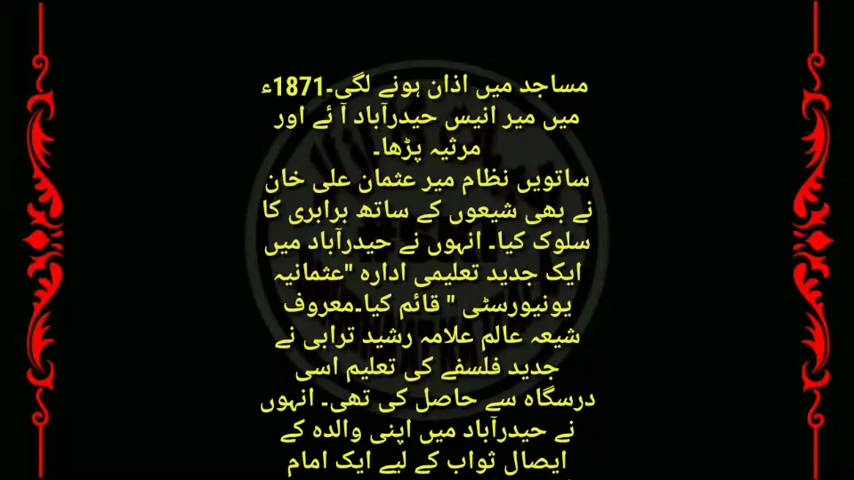 مساجد میں اذان ہونے لگی۔1871ء
میں میر انیس حیدرآباد آ ئے اور
مرثیہ پڑھا۔
ساتویں نظام میر عثمان علی خان
نے بھی شیعوں کے ساتھ برابری کا
سلوک کیا۔ انہوں نے حیدرآباد میں
ایک جدید تعلیمی ادارہ "عثمانیہ
یونیورسٹی " قائم کیا۔معروف
شیعہ عالم علامہ رشید ترابی نے
جدید فلسفے کی تعلیم اسی
درسگاہ سے حاصل کی تھی۔ انہوں
نے حیدرآباد میں اپنی والدہ کے
ایصال ثواب کے لیے ایک امام